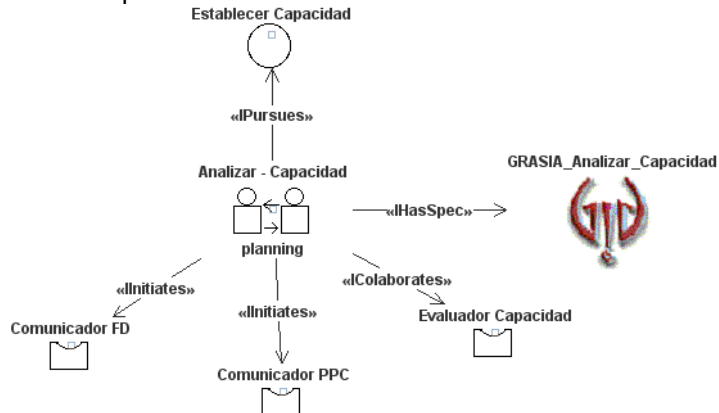 Establecer Capacidad
«IPursues»
Analizar - Capacidad
GRASIA_Analizar_Capacidad
«IHasSpec»
planning
«IInitiates»
«IColaborates»
«IInitiates»
Comunicador FD
Evaluador Capacidad
Comunicador PPC